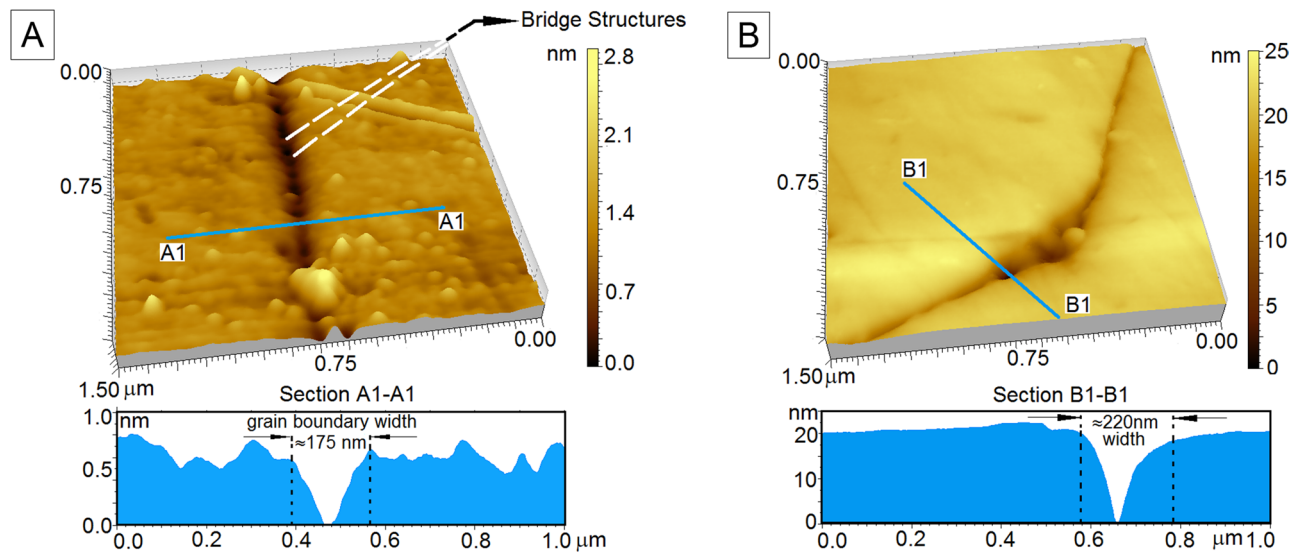 A
Bridge Structures
nm
2.8
2.1
1.4
0.7
0.0
0.00
0.75
1.50 μm
0.75
0.00
A1
A1
Section A1-A1
nm
1.0
0.5
0.0
grain boundary width
≈175 nm
0.0 0.2 0.4 0.6 0.8 1.0
μm
B
nm
25
20
15
10
5
0
0.00
0.75
1.50 μm
0.75
0.00
B1
B1
Section B1-B1
nm
20
10
0
≈220nm
width
0.0 0.2 0.4 0.6 0.8 μm 1.0